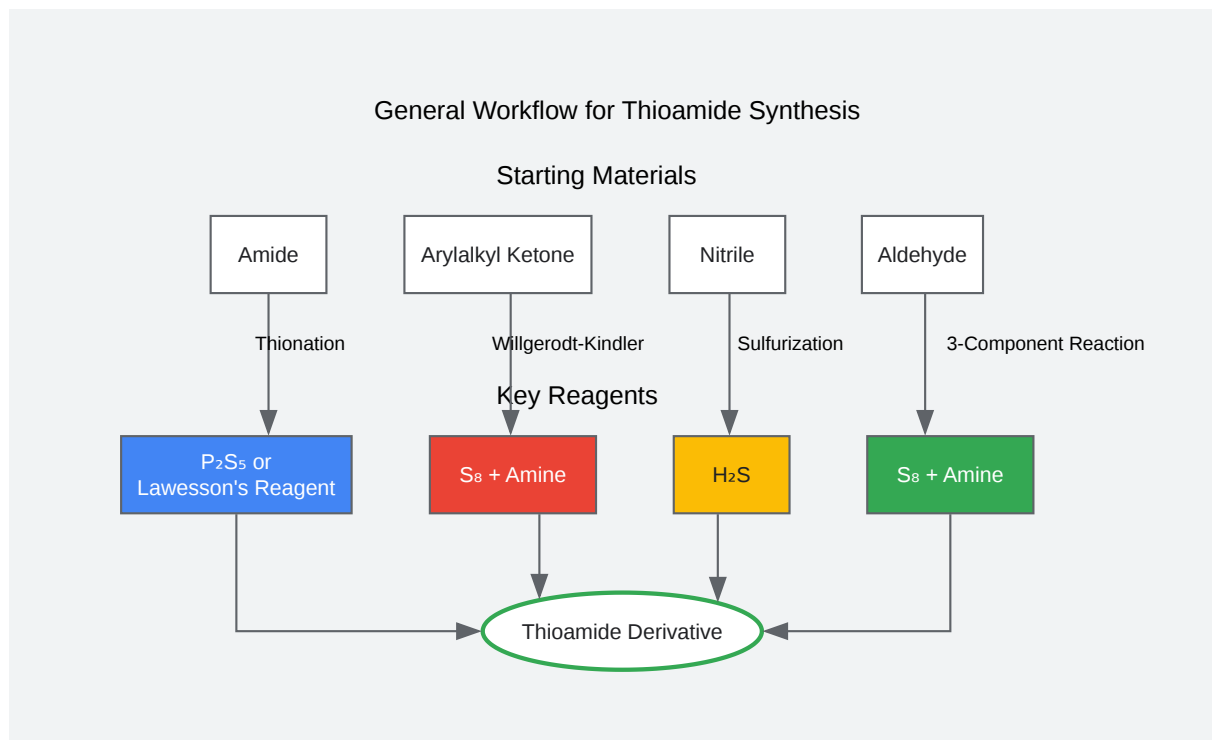 General Workflow for Thioamide Synthesis
Starting Materials
Amide
Arylalkyl Ketone
Nitrile
Aldehyde
Thionation
Willgerodt-Kindler
Sulfurization
3-Component Reaction
Key Reagents
P₂S₅ or
Lawesson's Reagent
S₈ + Amine
H₂S
S₈ + Amine
Thioamide Derivative